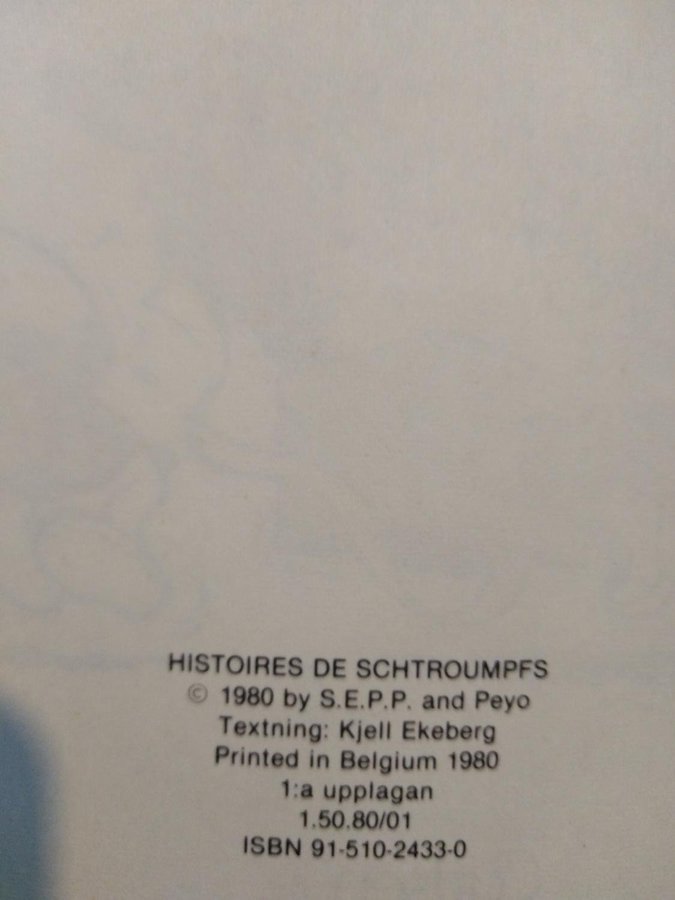 HISTOIRES DE SCHTROUMPFS
© 1980 by S.E.P.P. and Peyo
Textning: Kjell Ekeberg
Printed in Belgium 1980
1:a upplagan
1.50.80/01
ISBN 91-510-2433-0